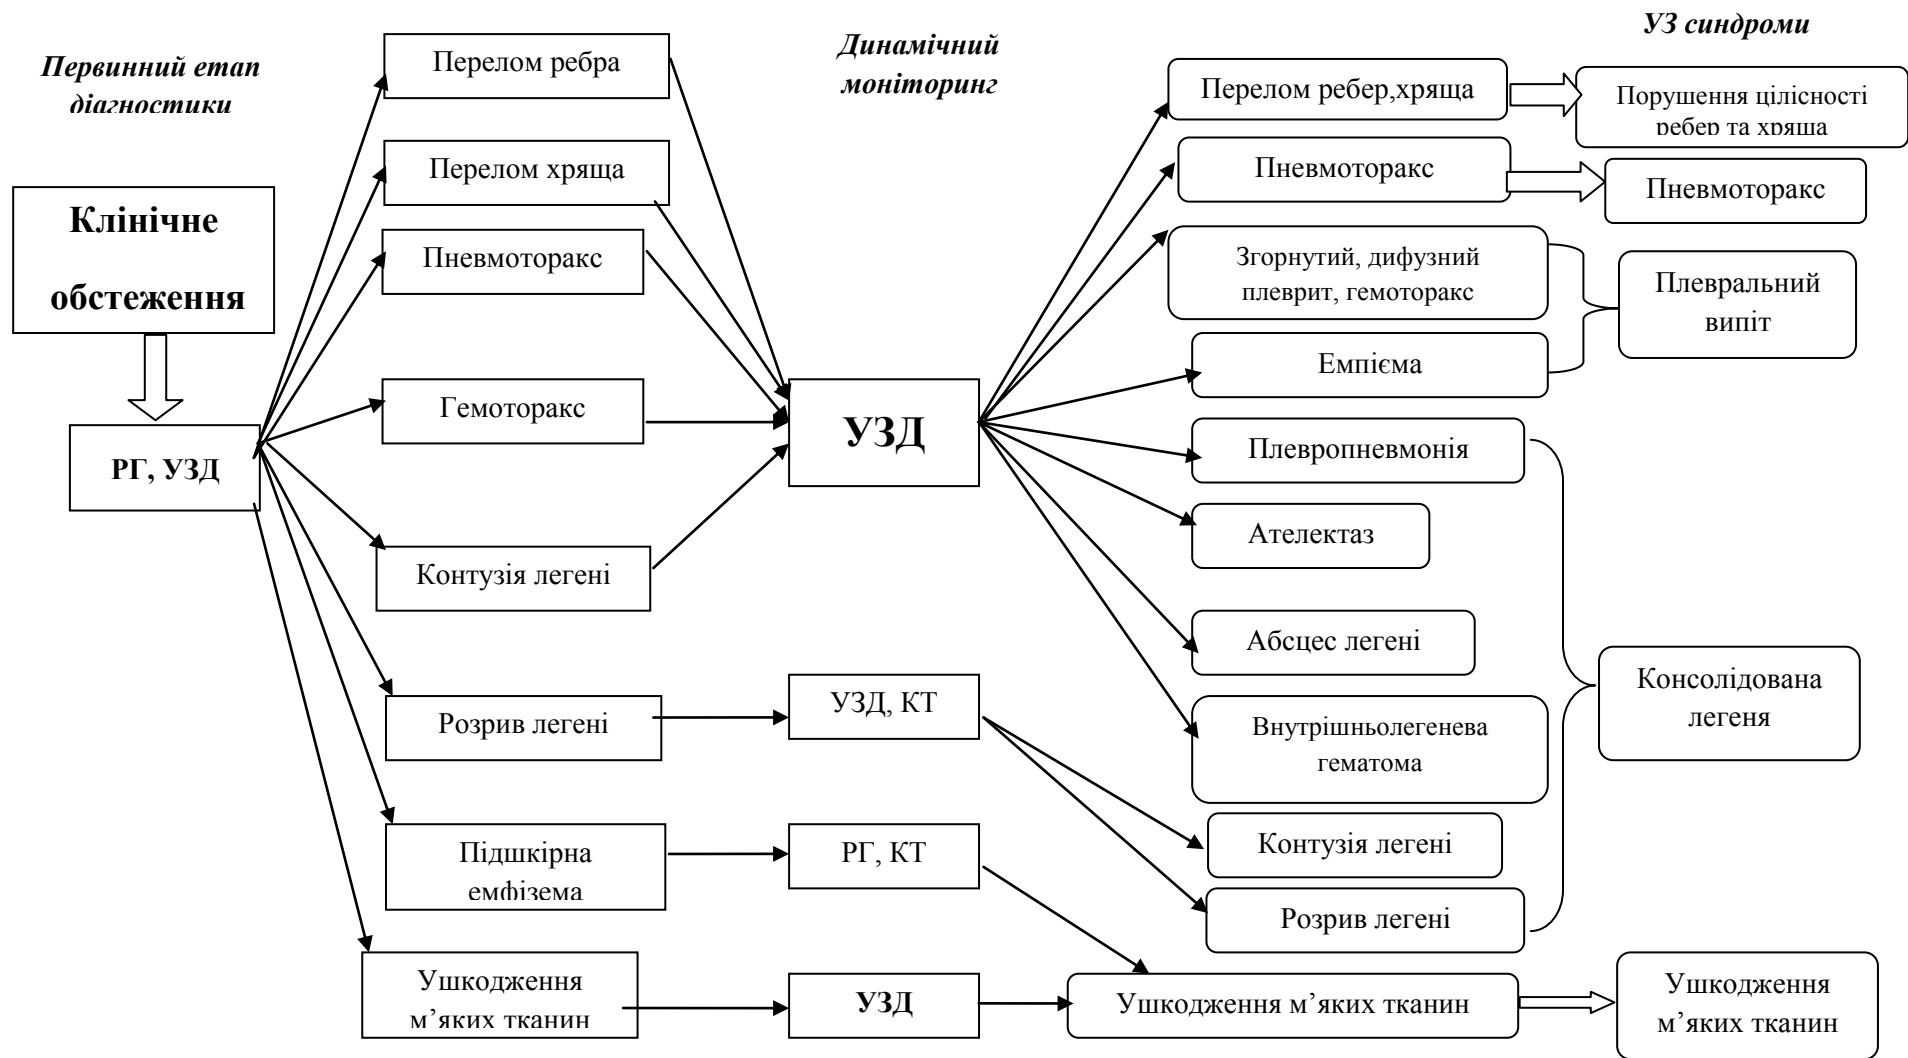 УЗ синдроми
Первинний етап
діагностики
Динамічний
моніторинг
Клінічне
обстеження
РГ, УЗД
Перелом ребра
Перелом хряща
Пневмоторакс
Гемоторакс
Контузія легені
Розрив легені
Підшкірна
емфізема
Ушкодження
м’яких тканин
УЗД
УЗД, КТ
РГ, КТ
УЗД
Перелом ребер,хряща
Пневмоторакс
Згорнутий, дифузний
плеврит, гемоторакс
Емпієма
Плевропневмонія
Ателектаз
Абсцес легені
Внутрішньолегенева
гематома
Контузія легені
Розрив легені
Ушкодження м’яких тканин
Порушення цілісності
ребер та хряща
Пневмоторакс
Плевральний
випіт
Консолідована
легеня
Ушкодження
м’яких тканин